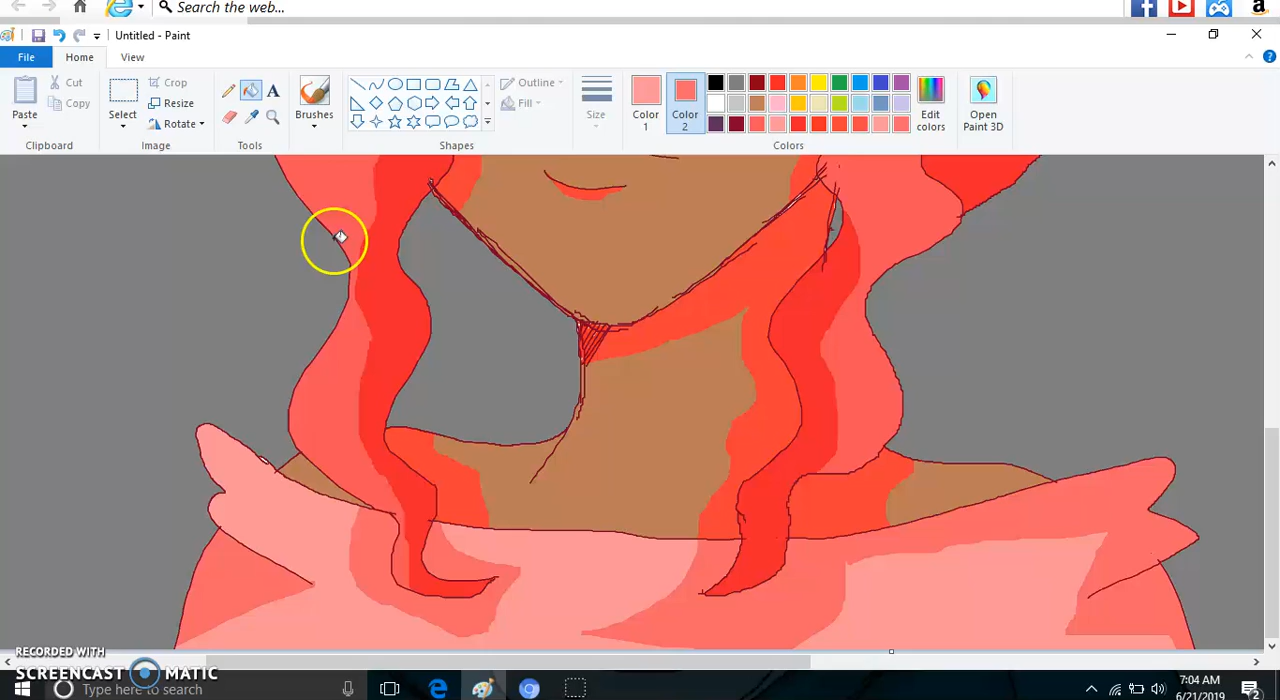 Search the web...
Untitled - Paint
File Home View
Paste
Cut
Copy
Clipboard
Select
Crop
Resize
Rotate
Image
A
Tools
Brushes
Outline
Fill
Shapes
Size
Color 1
Color 2
Edit colors
Colors
Open Paint 3D
RECORDED WITH
SCREENCAST MATIC
Type here to search
7:04 AM
6/21/2019
2